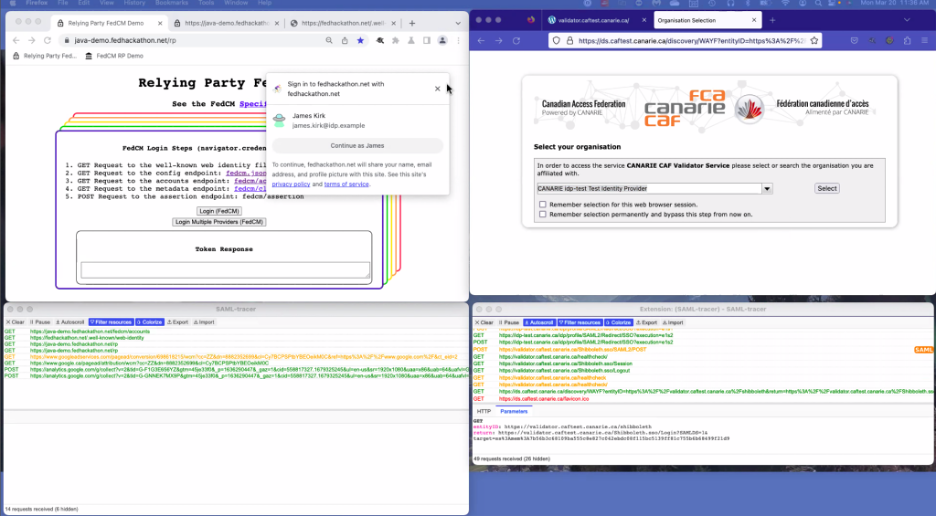 Firefox File Edit View History Bookmarks Tools Window Help
Mon Mar 20 11:38 AM
Relying Party FedCM Demo
https://java-demo.fedhackathon
https://fedhackathon.net/.well-
java-demo.fedhackathon.net/rp
Relying Party Fed...
FedCM RP Demo
Relying Party F
See the FedCM Specif
FedCM Login Steps (navigator.creden
1. GET Request to the well-known web identity fil
2. GET Request to the config endpoint: fedcm.json
3. GET Request to the accounts endpoint: fedcm/ac
4. GET Request to the metadata endpoint: fedcm/cl
5. POST Request to the assertion endpoint: fedcm/assertion
Login (FedCM)
Login Multiple Providers (FedCM)
Token Response
Sign in to fedhackathon.net with
fedhackathon.net
James Kirk
james.kirk@idp.example
Continue as James
To continue, fedhackathon.net will share your name, email
address, and profile picture with this site. See this site's
privacy policy and terms of service.
validator.caftest.canarie.ca/
Organisation Selection
https://ds.caftest.canarie.ca/discovery/WAYF?entityID=https%3A%2F%
Canadian Access Federation
Powered by CANARIE
FCA
canarie
CAF
Fédération canadienne d'accès
Alimenté par CANARIE
Select your organisation
In order to access the service CANARIE CAF Validator Service please select or search the organisation you are
affiliated with.
CANARIE idp-test Test Identity Provider
Select
Remember selection for this web browser session.
Remember selection permanently and bypass this step from now on.
SAML-tracer
Clear Pause Autoscroll Filter resources Colorize Export Import
GET https://java-demo.fedhackathon.net/fedcm/accounts
GET https://fedhackathon.net/.well-known/web-identity
GET https://java-demo.fedhackathon.net/rp
GET https://java-demo.fedhackathon.net/rp
GET
GET
POST
POST
14 requests received (8 hidden)
Extension: (SAML-tracer) - SAML-tracer
Clear Pause Autoscroll Filter resources Colorize Export Import
GET https://idp-test.canarie.ca/idp/profile/SAML2/Redirect/SSO?execution=e1s2
POST https://idp-test.canarie.ca/idp/profile/SAML2/Redirect/SSO?execution=e1s2
POST https://validator.caftest.canarie.ca/Shibboleth.sso/SAML2/POST
SAML
GET https://validator.caftest.canarie.ca/healthcheck/
GET https://validator.caftest.canarie.ca/Shibboleth.sso/Session
GET https://validator.caftest.canarie.ca/Shibboleth.sso/Logout
GET https://validator.caftest.canarie.ca/healthcheck
GET https://validator.caftest.canarie.ca/healthcheck/
GET
GET https://ds.caftest.canarie.ca/favicon.ico
HTTP Parameters
GET
entityID: https://validator.caftest.canarie.ca/shibboleth
return: https://validator.caftest.canarie.ca/Shibboleth.sso/Login?SAMLDS=1&
49 requests received (26 hidden)